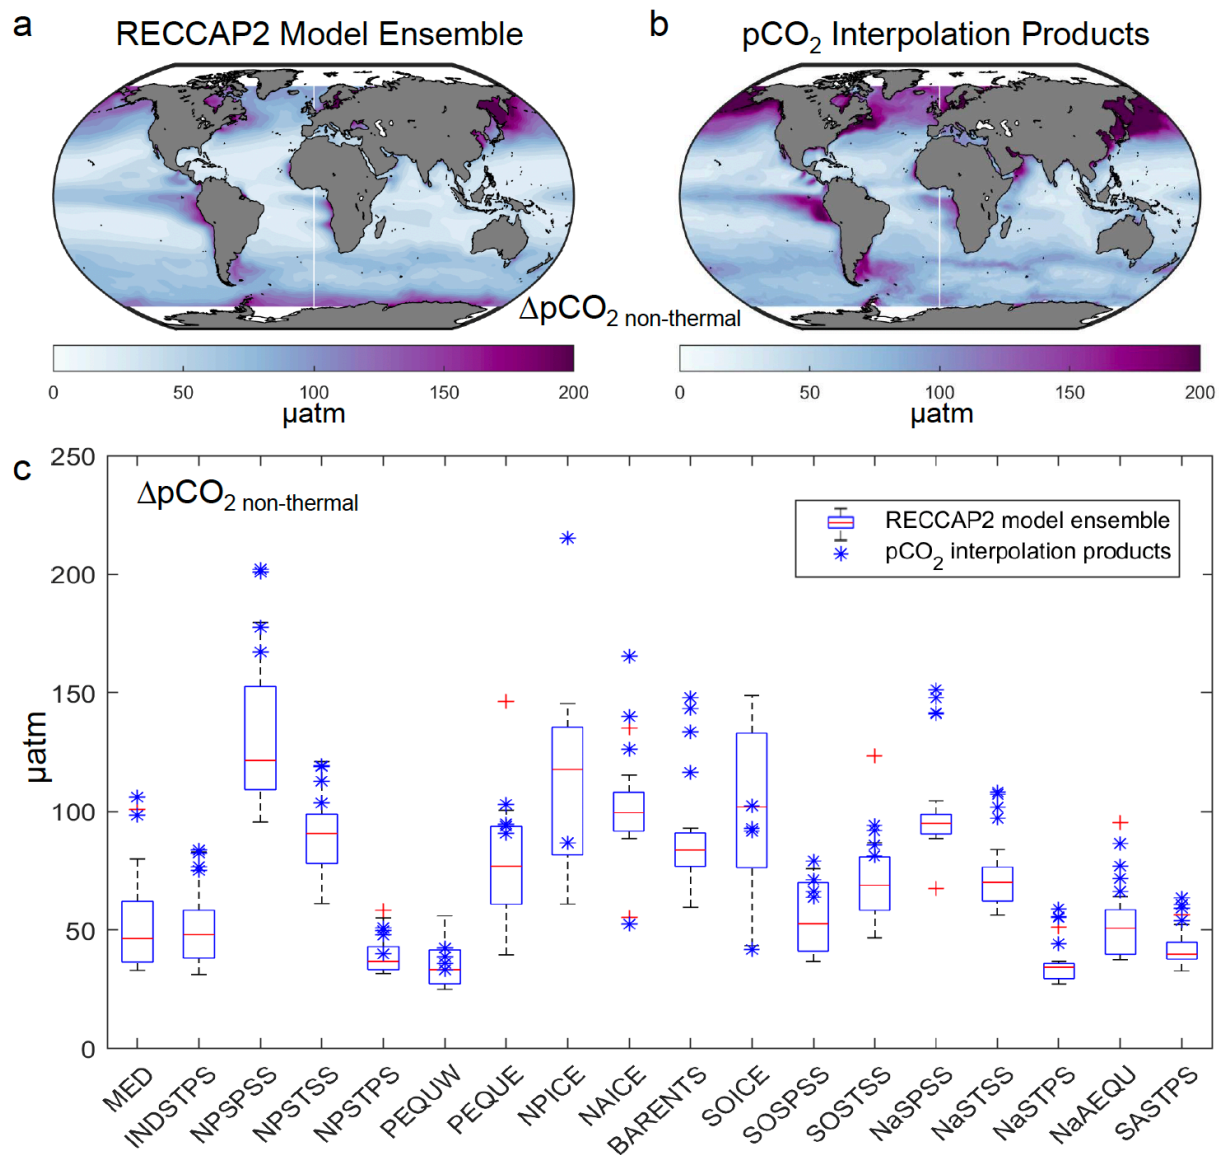 a
RECCAP2 Model Ensemble
b
pCO2 Interpolation Products
ΔpCO2 non-thermal
0 50 100 150 200
μatm
0 50 100 150 200
μatm
c
ΔpCO2 non-thermal
RECCAP2 model ensemble
pCO2 interpolation products
μatm
250
200
150
100
50
0
MED
INDSTPS
NPSPSS
NPSTSS
NPSTPS
PEQUW
PEQUE
NPICE
NAICE
BARENTS
SOICE
SOSPSS
SOSTSS
NaSPSS
NaSTSS
NaSTPS
NaAEQU
SASTPS